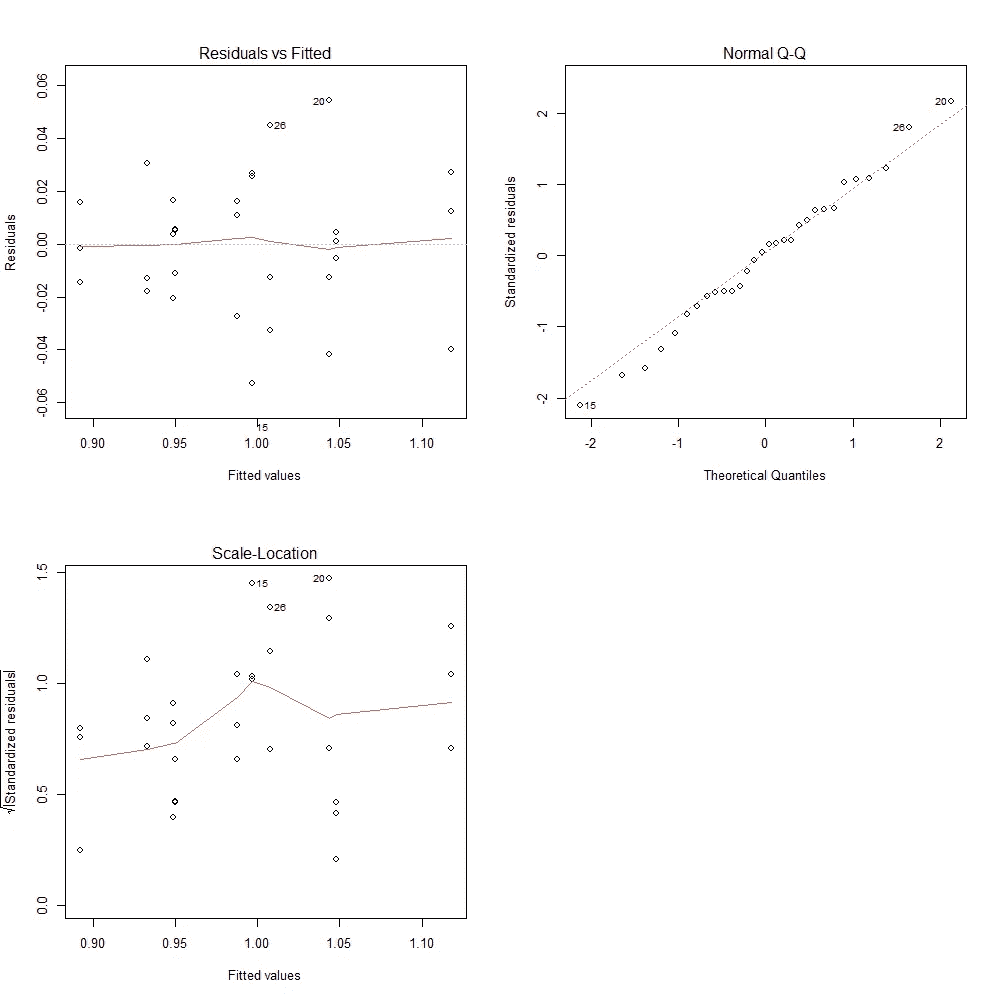 Residuals vs Fitted
Residuals
0.06
0.04
0.02
0.00
-0.02
-0.04
-0.06
20
26
15
0.90 0.95 1.00 1.05 1.10
Fitted values
Normal Q-Q
Standardized residuals
2
1
0
-1
-2
20
26
15
-2 -1 0 1 2
Theoretical Quantiles
Scale-Location
√|Standardized residuals|
1.5
1.0
0.5
0.0
15
20
26
0.90 0.95 1.00 1.05 1.10
Fitted values